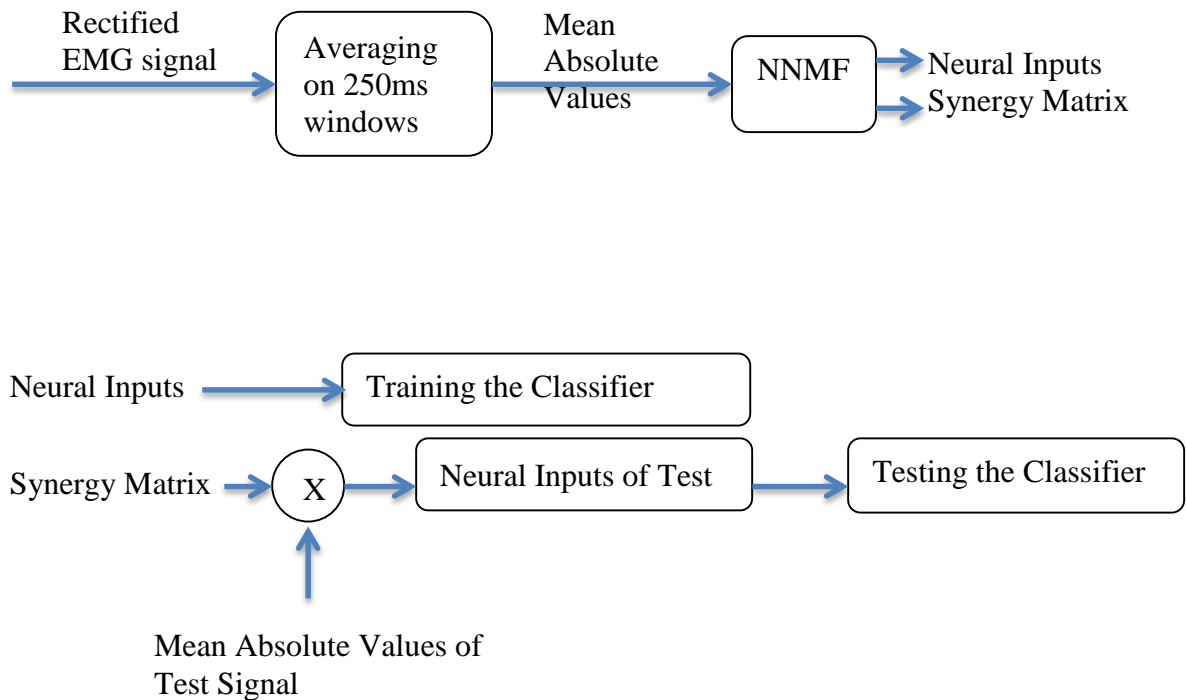 Rectified
EMG signal
Averaging
on 250ms
windows
Mean
Absolute
Values
NNMF
Neural Inputs
Synergy Matrix
Neural Inputs
Training the Classifier
Synergy Matrix
X
Neural Inputs of Test
Testing the Classifier
Mean Absolute Values of
Test Signal